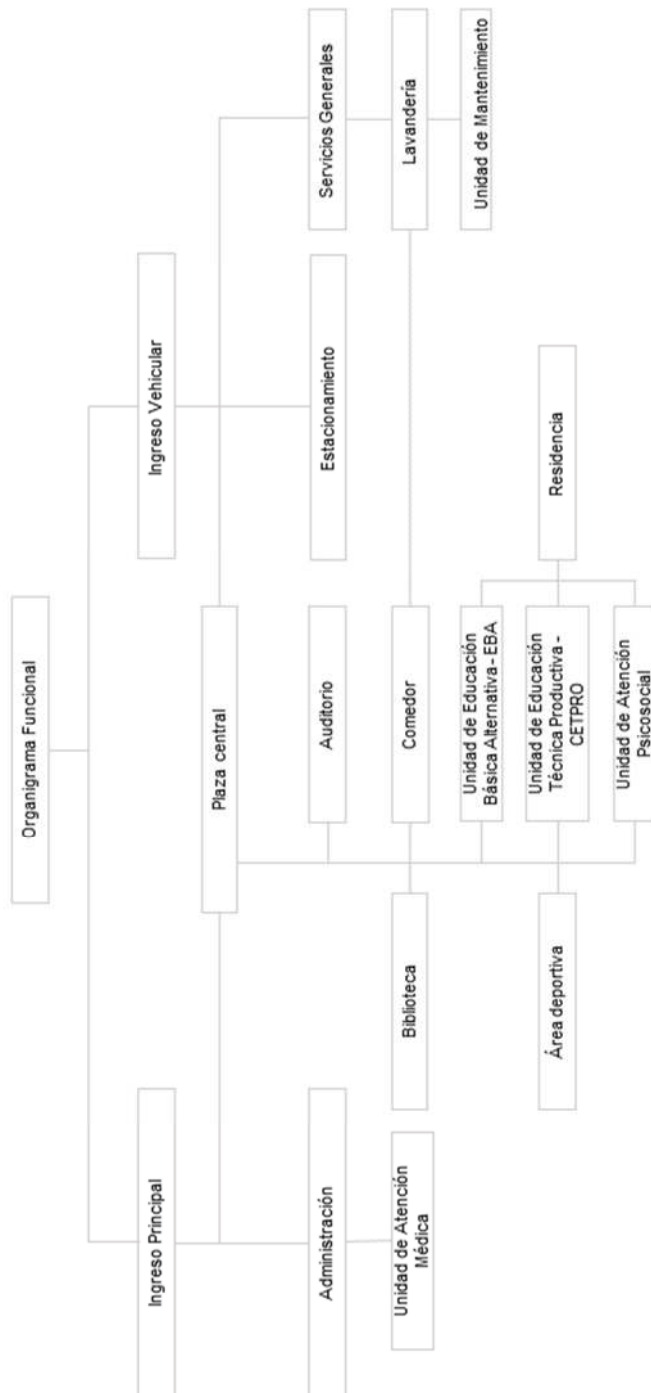 Organigrama Funcional
Ingreso Principal
Ingreso Vehicular
Plaza central
Administración
Auditorio
Estacionamiento
Servicios Generales
Unidad de Atención
Médica
Biblioteca
Comedor
Lavandería
Unidad de Educación
Básica Alternativa - EBA
Unidad de Mantenimiento
Área deportiva
Unidad de Educación
Técnica Productiva -
CETPRO
Residencia
Unidad de Atención
Psicosocial